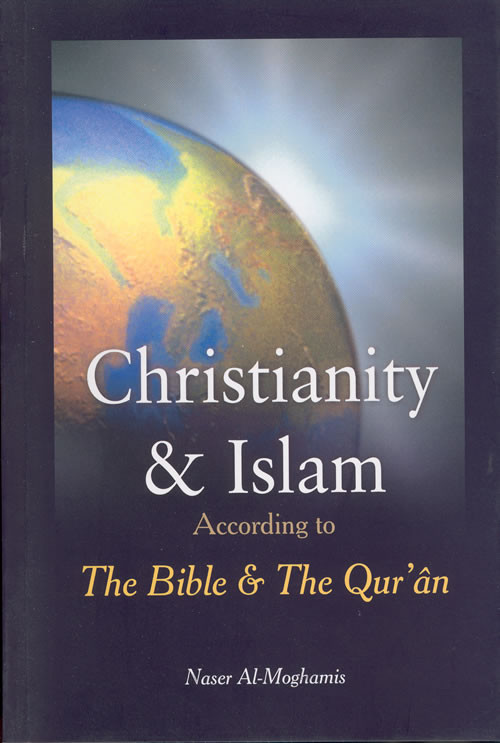 Christianity
& Islam
According to
The Bible & The Qur'ân
Naser Al-Moghamis